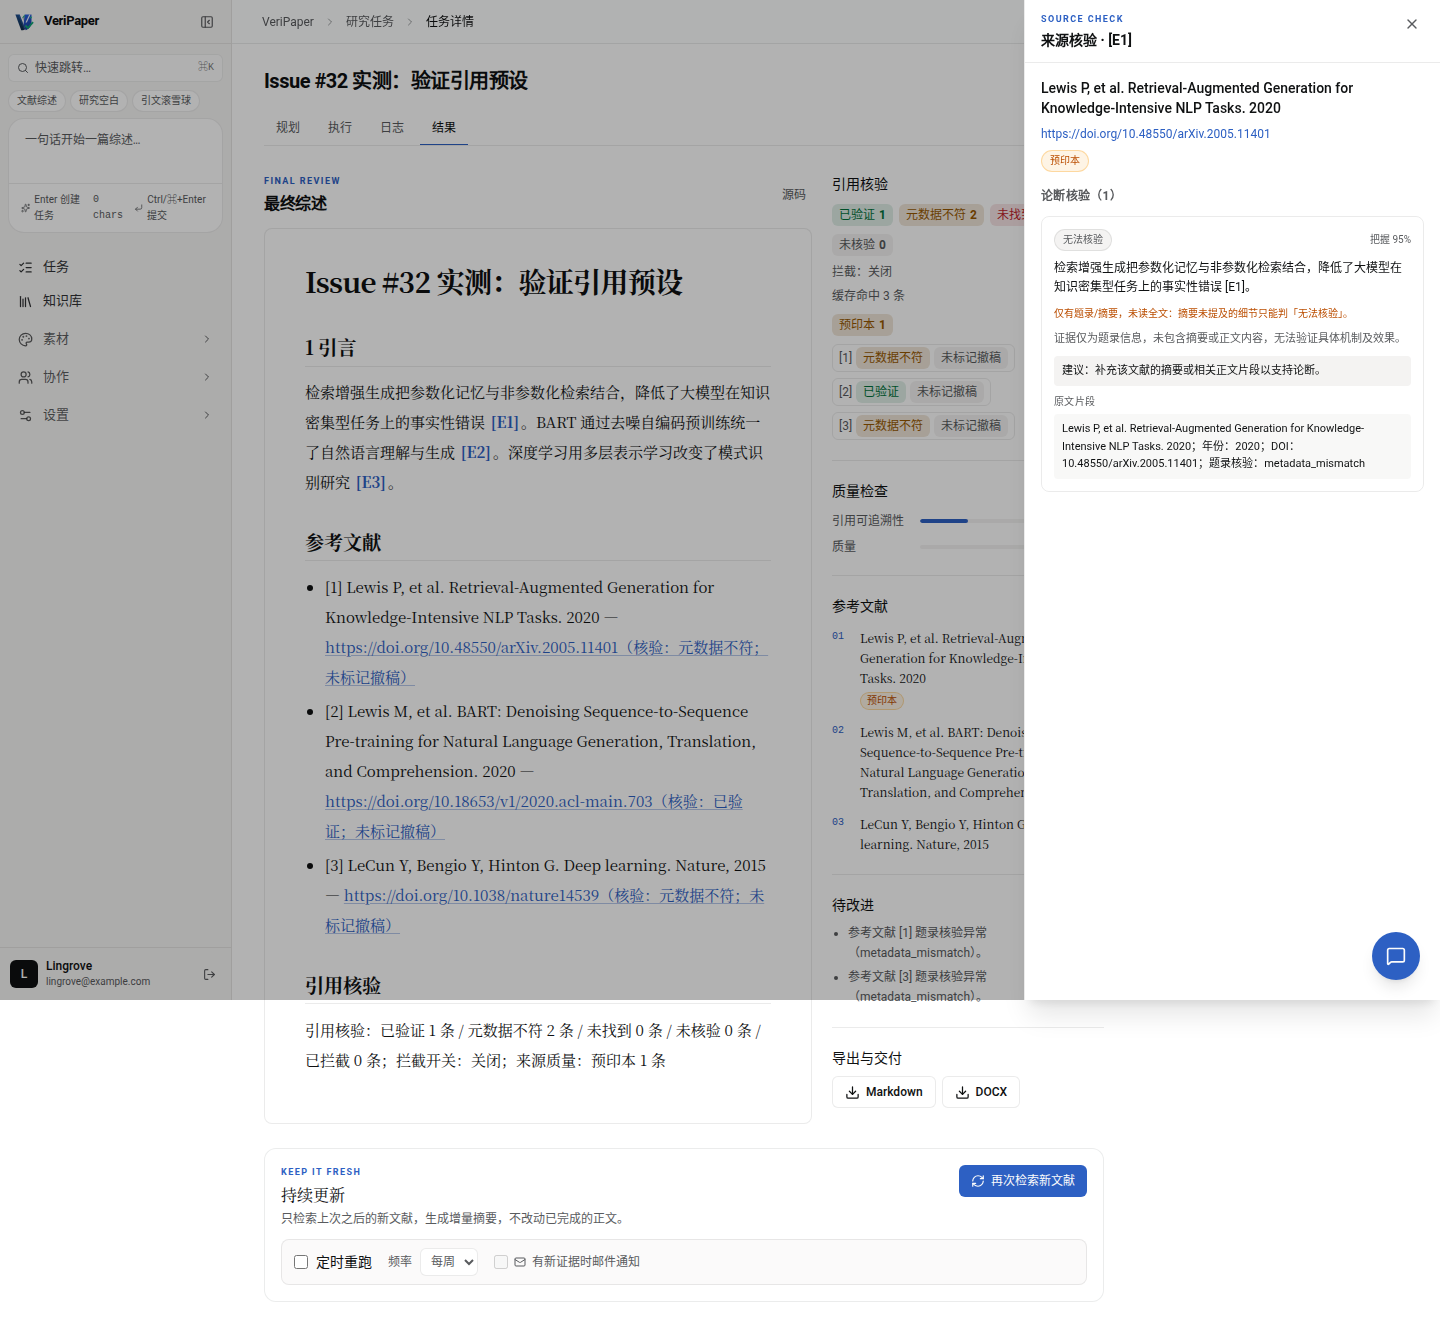 VeriPaper
快速跳转…
⌘K
文献综述
研究空白
引文滚雪球
一句话开始一篇综述…
Enter 创建任务
0 chars
Ctrl/⌘+Enter 提交
任务
知识库
素材
协作
设置
Lingrove
L
lingrove@example.com
VeriPaper
研究任务
任务详情
Issue #32 实测：验证引用预设
规划
执行
日志
结果
FINAL REVIEW
最终综述
源码
Issue #32 实测：验证引用预设
1 引言
检索增强生成把参数化记忆与非参数化检索结合，降低了大模型在知识
密集型任务上的事实性错误 [E1]。BART 通过去噪自编码预训练统一
了自然语言理解与生成 [E2]。深度学习用多层表示学习改变了模式识
别研究 [E3]。
参考文献
[1] Lewis P, et al. Retrieval-Augmented Generation for
Knowledge-Intensive NLP Tasks. 2020 —
https://doi.org/10.48550/arXiv.2005.11401（核验：元数据不符；
未标记撤稿）
[2] Lewis M, et al. BART: Denoising Sequence-to-Sequence
Pre-training for Natural Language Generation, Translation,
and Comprehension. 2020 —
https://doi.org/10.18653/v1/2020.acl-main.703（核验：已验
证；未标记撤稿）
[3] LeCun Y, Bengio Y, Hinton G. Deep learning. Nature, 2015
— https://doi.org/10.1038/nature14539（核验：元数据不符；未
标记撤稿）
引用核验
引用核验：已验证 1 条 / 元数据不符 2 条 / 未找到 0 条 / 未核验 0 条 /
已拦截 0 条；拦截开关：关闭；来源质量：预印本 1 条
引用核验
已验证 1
元数据不符 2
未找
未核验 0
拦截：关闭
缓存命中 3 条
预印本 1
[1] 元数据不符 未标记撤稿
[2] 已验证 未标记撤稿
[3] 元数据不符 未标记撤稿
质量检查
引用可追溯性
质量
参考文献
01
Lewis P, et al. Retrieval-Aug
Generation for Knowledge-I
Tasks. 2020
预印本
02
Lewis M, et al. BART: Denois
Sequence-to-Sequence Pre-t
Natural Language Generatio
Translation, and Comprehen
03
LeCun Y, Bengio Y, Hinton G
learning. Nature, 2015
待改进
参考文献 [1] 题录核验异常
（metadata_mismatch）。
参考文献 [3] 题录核验异常
（metadata_mismatch）。
导出与交付
Markdown
DOCX
KEEP IT FRESH
持续更新
只检索上次之后的新文献，生成增量摘要，不改动已完成的正文。
再次检索新文献
定时重跑
频率
每周
有新证据时邮件通知
SOURCE CHECK
来源核验 · [E1]
Lewis P, et al. Retrieval-Augmented Generation for
Knowledge-Intensive NLP Tasks. 2020
https://doi.org/10.48550/arXiv.2005.11401
预印本
论断核验（1）
无法核验
把握 95%
检索增强生成把参数化记忆与非参数化检索结合，降低了大模型在
知识密集型任务上的事实性错误 [E1]。
仅有题录/摘要，未读全文：摘要未提及的细节只能判「无法核验」。
证据仅为题录信息，未包含摘要或正文内容，无法验证具体机制及效果。
建议：补充该文献的摘要或相关正文片段以支持论断。
原文片段
Lewis P, et al. Retrieval-Augmented Generation for Knowledge-
Intensive NLP Tasks. 2020；年份：2020；DOI：
10.48550/arXiv.2005.11401；题录核验：metadata_mismatch